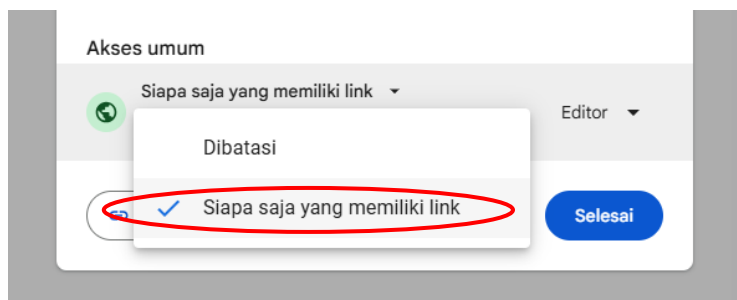 Akses umum
Siapa saja yang memiliki link
Editor
Dibatasi
Siapa saja yang memiliki link
Selesai